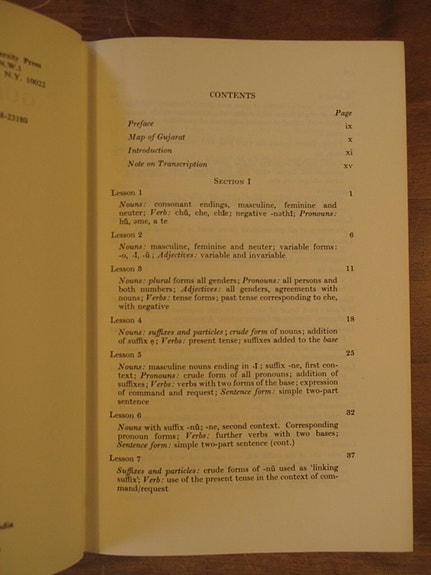 ersity Press
N.W.1
N.Y. 10022
8-23180
CONTENTS
Page
Preface ix
Map of Gujarat x
Introduction xi
Note on Transcription xv
SECTION I
Lesson 1 1
Nouns: consonant endings, masculine, feminine and
neuter; Verb: chũ, che, chīe; negative -nəthī; Pronouns:
hũ, əme, a te
Lesson 2 6
Nouns: masculine, feminine and neuter; variable forms:
-o, -I, -ũ; Adjectives: variable and invariable
Lesson 3 11
Nouns: plural forms all genders; Pronouns: all persons and
both numbers; Adjectives: all genders, agreements with
nouns; Verbs: tense forms; past tense corresponding to che,
with negative
Lesson 4 18
Nouns: suffixes and particles; crude form of nouns; addition
of suffix ẹ; Verbs: present tense; suffixes added to the base
Lesson 5 25
Nouns: masculine nouns ending in -I; suffix -ne, first con-
text; Pronouns: crude form of all pronouns; addition of
suffixes; Verbs: verbs with two forms of the base; expression
of command and request; Sentence form: simple two-part
sentence
Lesson 6 32
Nouns with suffix -nũ; -ne, second context. Corresponding
pronoun forms; Verbs: further verbs with two bases;
Sentence form: simple two-part sentence (cont.)
Lesson 7 37
Suffixes and particles: crude forms of -nũ used as 'linking
suffix'; Verb: use of the present tense in the context of com-
mand/request
dia